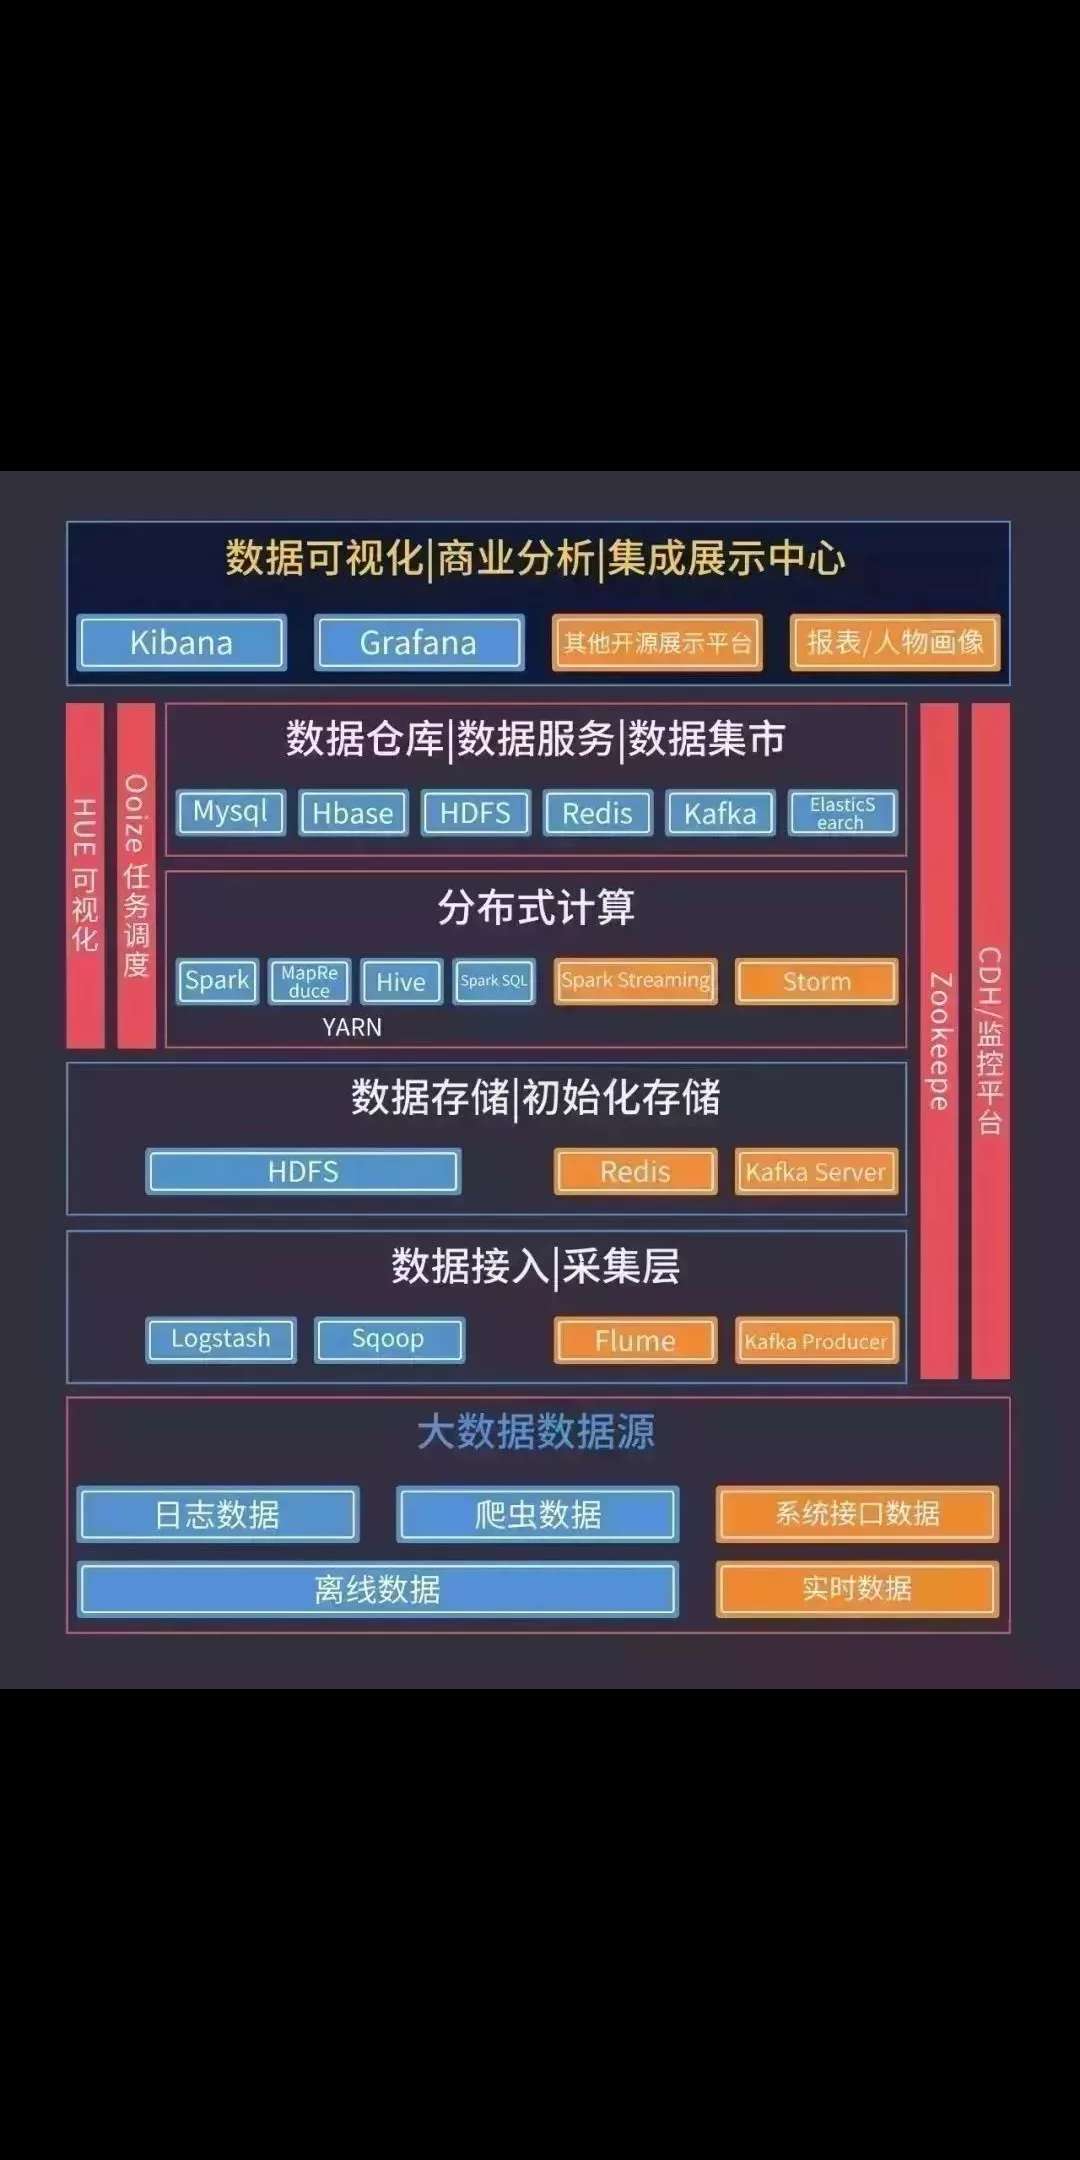 数据可视化|商业分析|集成展示中心
Kibana
Grafana
其他开源展示平台
报表/人物画像
HUE 可视化
Ooize 任务调度
数据仓库|数据服务|数据集市
Mysql
Hbase
HDFS
Redis
Kafka
ElasticS
earch
分布式计算
Spark
MapRe
duce
Hive
Spark SQL
Spark Streaming
Storm
YARN
Zookeepe
CDH/监控平台
数据存储|初始化存储
HDFS
Redis
Kafka Server
数据接入|采集层
Logstash
Sqoop
Flume
Kafka Producer
大数据数据源
日志数据
爬虫数据
系统接口数据
离线数据
实时数据